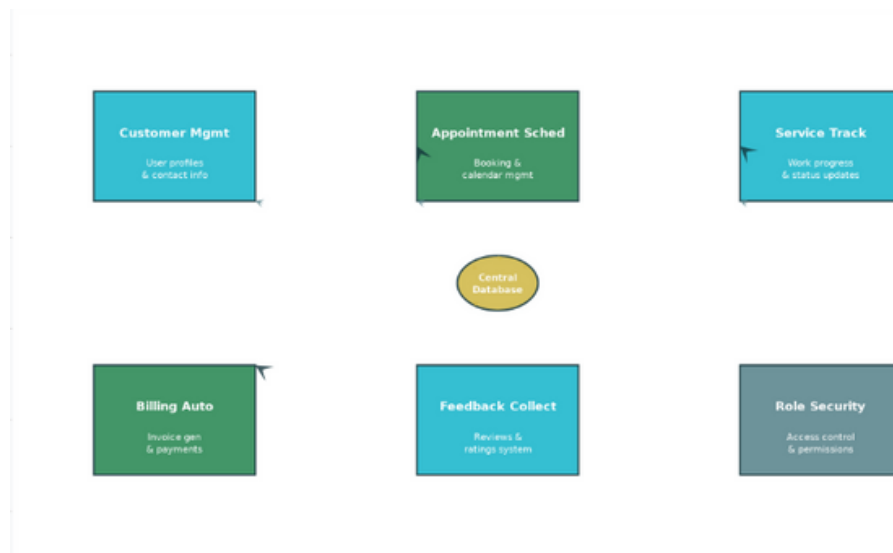 Customer Mgmt
User profiles
& contact info
Appointment Sched
Booking &
calendar mgmt
Service Track
Work progress
& status updates
Central
Database
Billing Auto
Invoice gen
& payments
Feedback Collect
Reviews &
ratings system
Role Security
Access control
& permissions